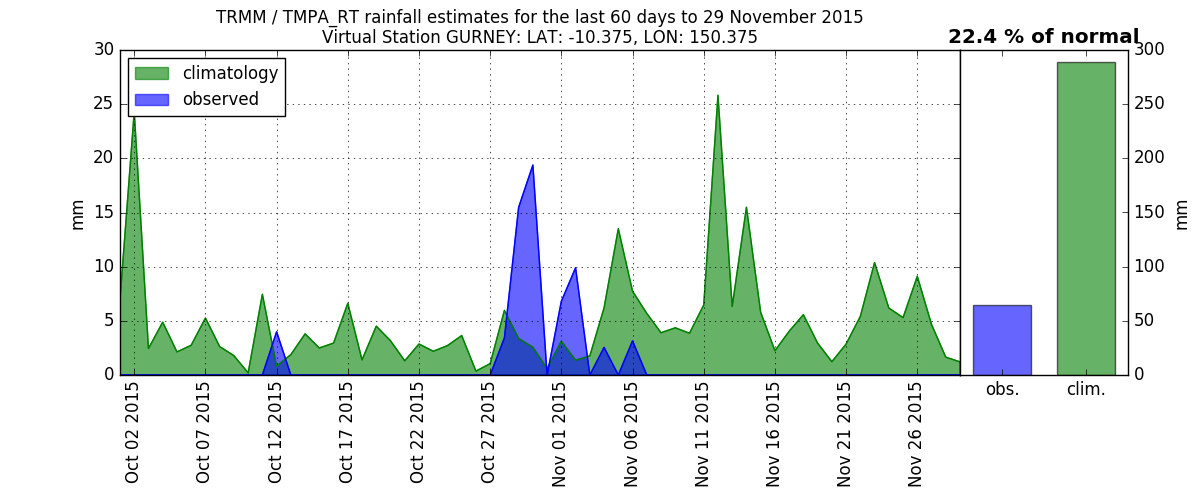 TRMM / TMPA_RT rainfall estimates for the last 60 days to 29 November 2015
Virtual Station GURNEY: LAT: -10.375, LON: 150.375
22.4 % of normal
climatology
observed
30
25
20
15
10
5
0
mm
Oct 02 2015
Oct 07 2015
Oct 12 2015
Oct 17 2015
Oct 22 2015
Oct 27 2015
Nov 01 2015
Nov 06 2015
Nov 11 2015
Nov 16 2015
Nov 21 2015
Nov 26 2015
300
250
200
150
100
50
0
mm
obs.
clim.